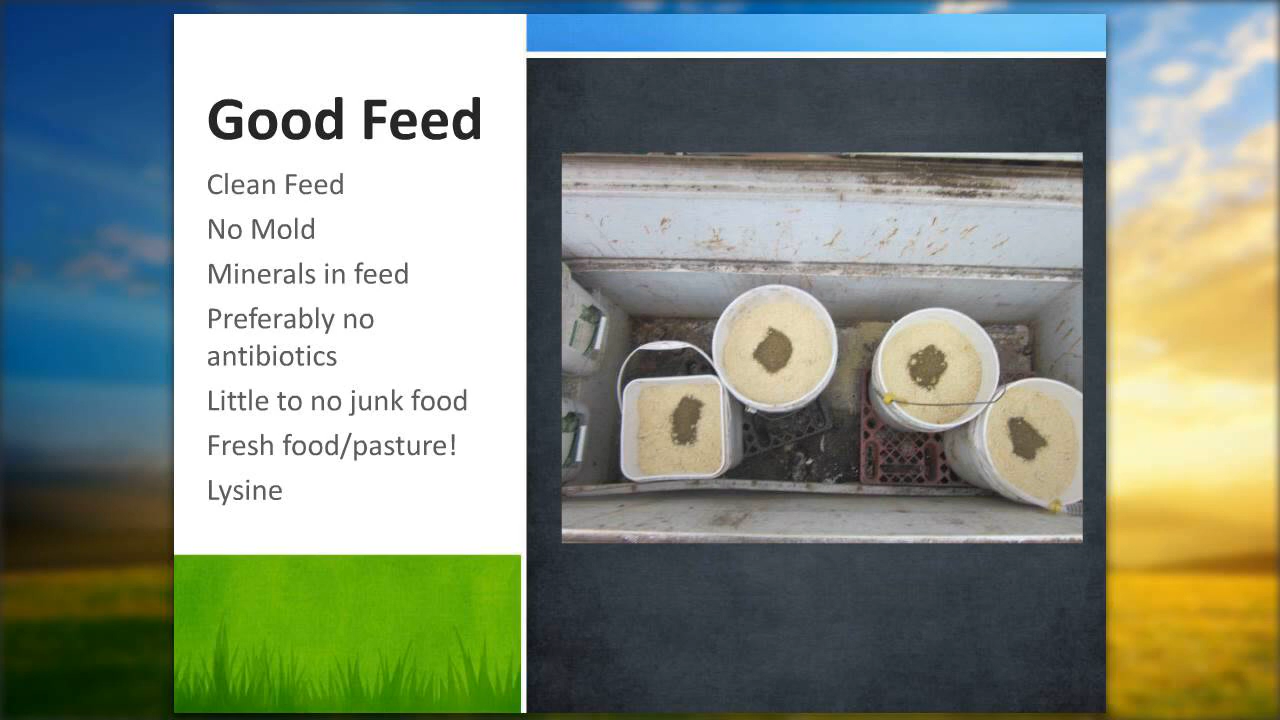 Good Feed
Clean Feed
No Mold
Minerals in feed
Preferably no
antibiotics
Little to no junk food
Fresh food/pasture!
Lysine